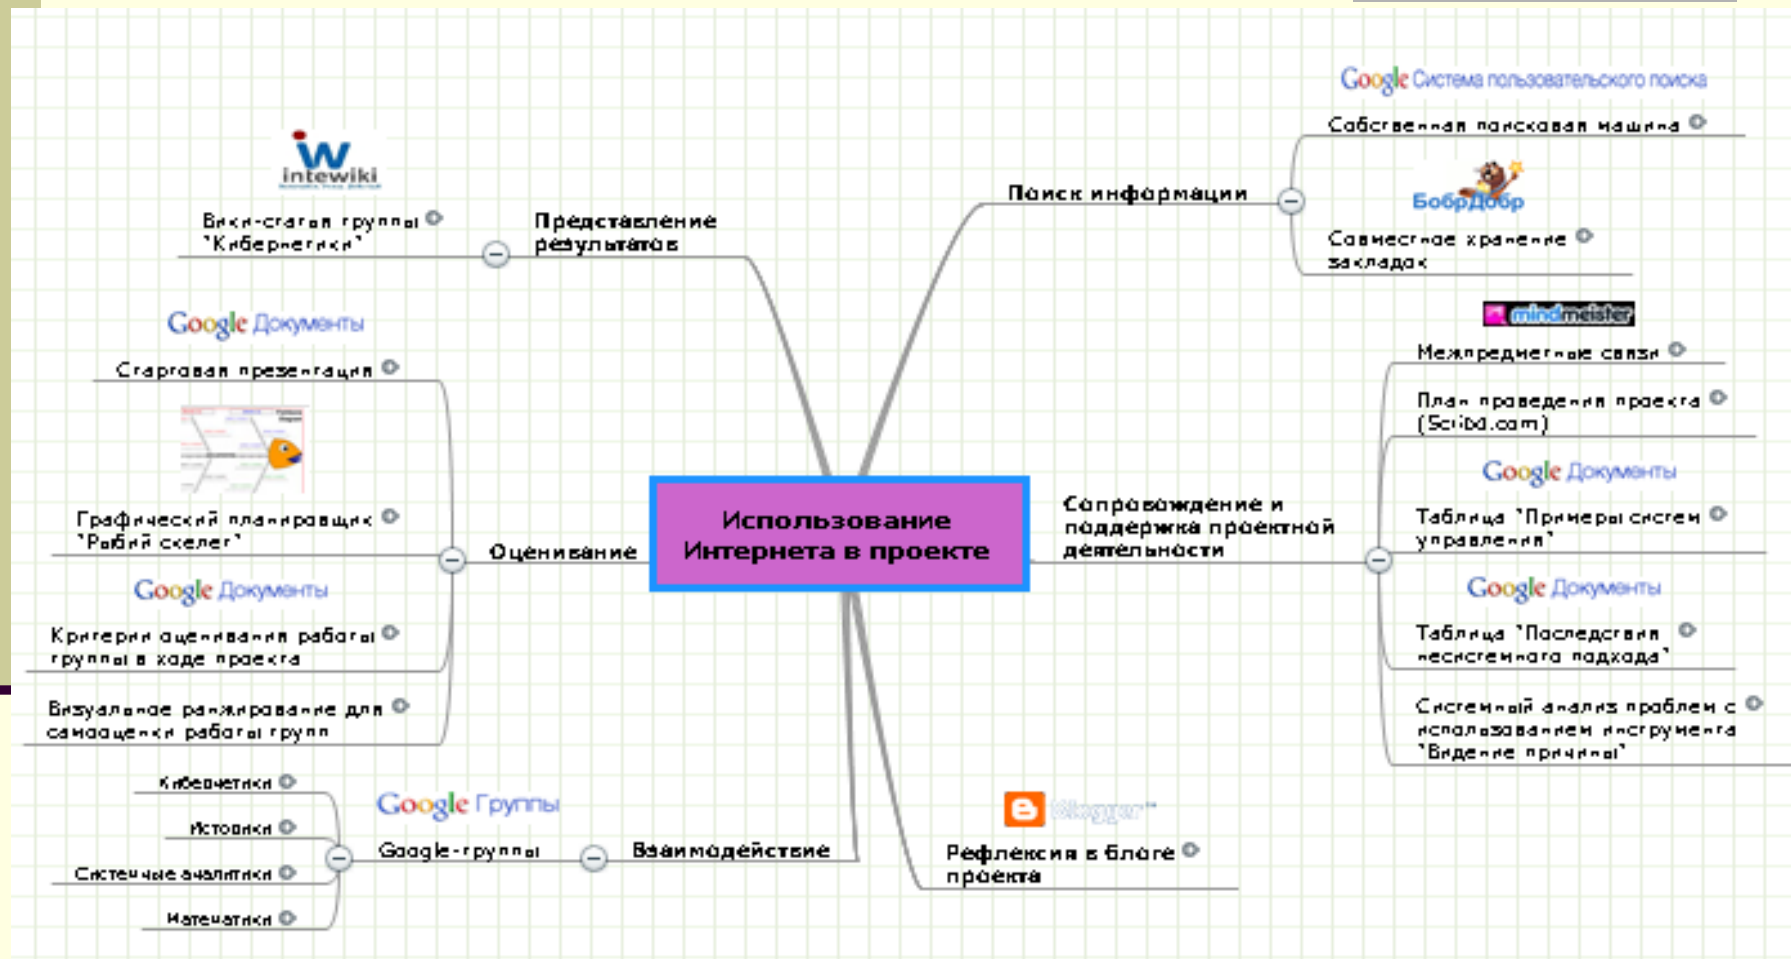 Использование
Интернета в проекте
Поиск информации
Google Система пользовательского поиска
Собственная поисковая машина
БобрДобр
Совместное хранение
закладок
Сопровождение и
поддержка проектной
деятельности
mindmeister
Межпредметные связи
План проведения проекта
(Scribd.com)
Google Документы
Таблица "Примеры систем
управления"
Google Документы
Таблица "Последствия
несистемного подхода"
Системный анализ проблем с
использованием инструмента
"Видение причины"
Blogger™
Рефлексия в блоге
проекта
Взаимодействие
Google Группы
Google-группы
Кибернетики
Историки
Системные аналитики
Математики
Оценивание
Google Документы
Стартовая презентация
Графический планировщик
"Рыбий скелет"
Google Документы
Критерии оценивания работы
группы в ходе проекта
Визуальное ранжирование для
самооценки работы групп
Представление
результатов
iw
intewiki
Вики-статья группы
"Кибернетики"